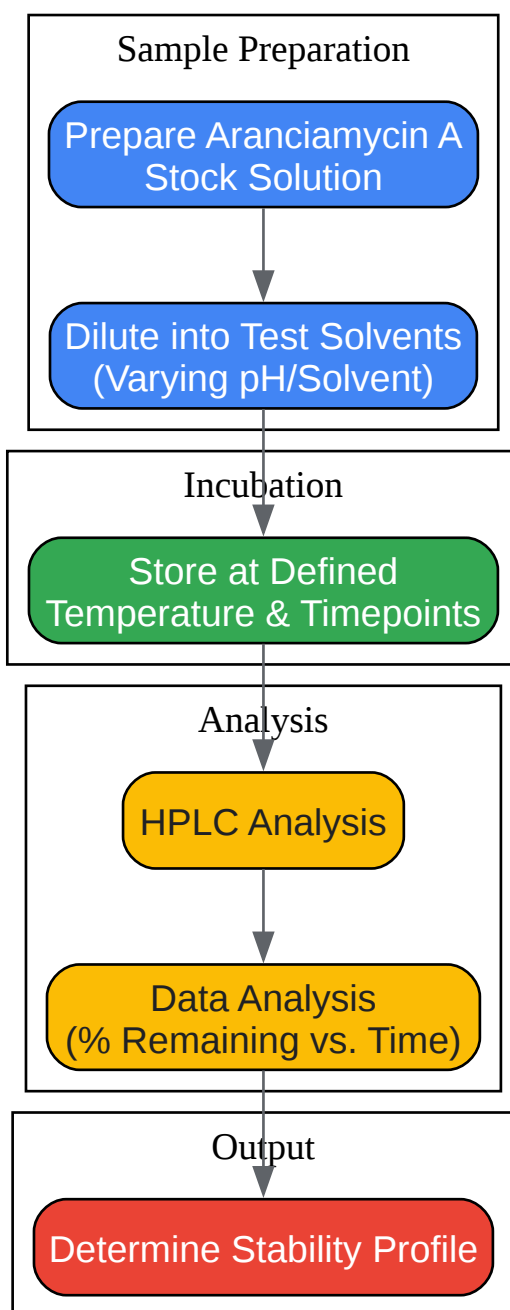 Sample Preparation
Prepare Aranciamycin A
Stock Solution
Dilute into Test Solvents
(Varying pH/Solvent)
Incubation
Store at Defined
Temperature & Timepoints
Analysis
HPLC Analysis
Data Analysis
(% Remaining vs. Time)
Output
Determine Stability Profile